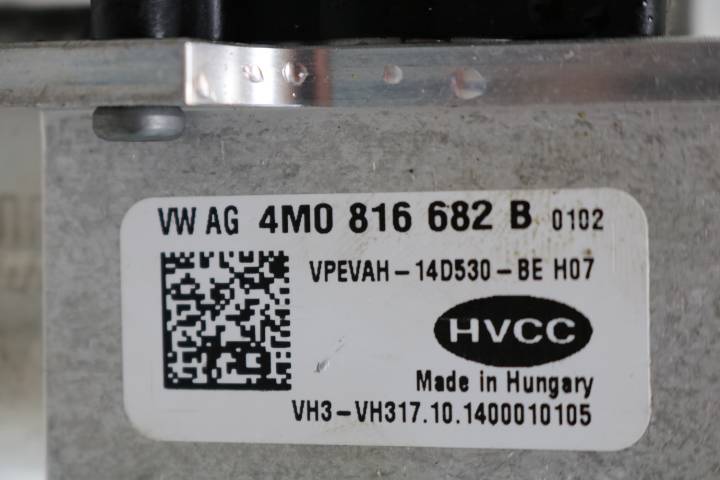 VW AG 4M0 816 682 B 0102
VPEVAH-14D530-BE H07
HVCC
Made in Hungary
VH3-VH317.10.1400010105